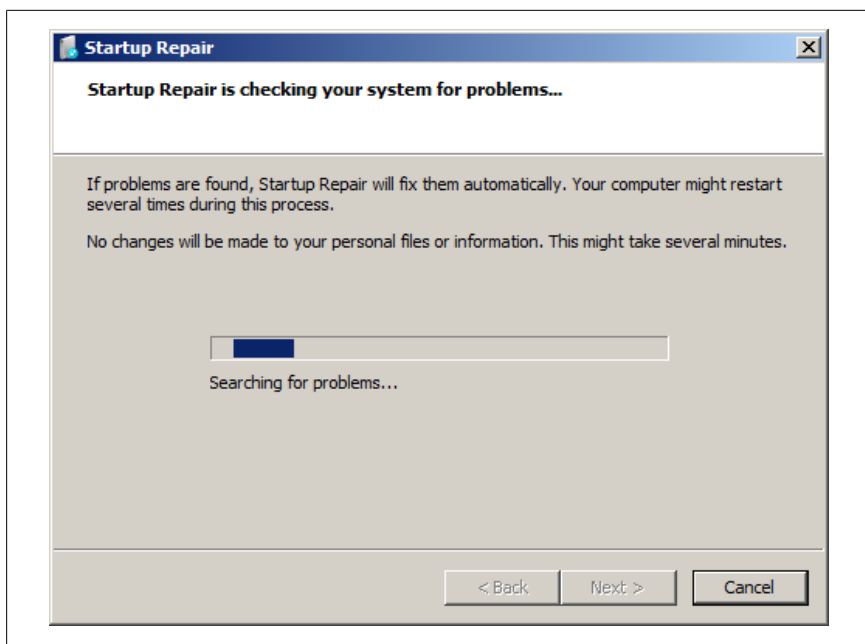 Startup Repair
Startup Repair is checking your system for problems...
If problems are found, Startup Repair will fix them automatically. Your computer might restart
several times during this process.
No changes will be made to your personal files or information. This might take several minutes.
Searching for problems...
< Back
Next >
Cancel